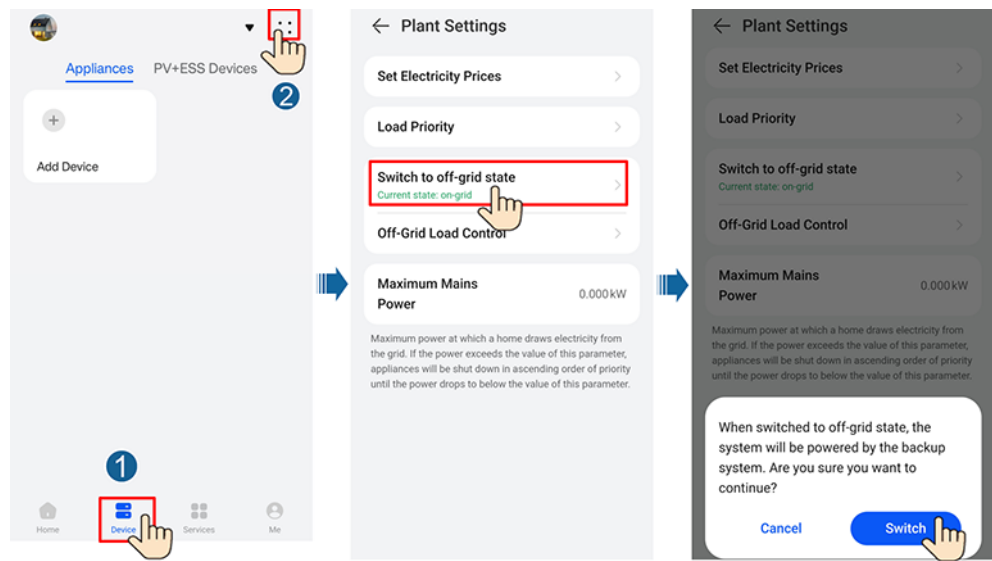 Appliances PV+ESS Devices
2
Add Device
1
Home Device Services Me
Plant Settings
Set Electricity Prices
Load Priority
Switch to off-grid state
Current state: on-grid
Off-Grid Load Control
Maximum Mains
Power
0.000kW
Maximum power at which a home draws electricity from
the grid. If the power exceeds the value of this parameter,
appliances will be shut down in ascending order of priority
until the power drops to below the value of this parameter.
Plant Settings
Set Electricity Prices
Load Priority
Switch to off-grid state
Current state: on-grid
Off-Grid Load Control
Maximum Mains
Power
0.000kW
Maximum power at which a home draws electricity from
the grid. If the power exceeds the value of this parameter,
appliances will be shut down in ascending order of priority
until the power drops to below the value of this parameter.
When switched to off-grid state, the
system will be powered by the backup
system. Are you sure you want to
continue?
Cancel Switch